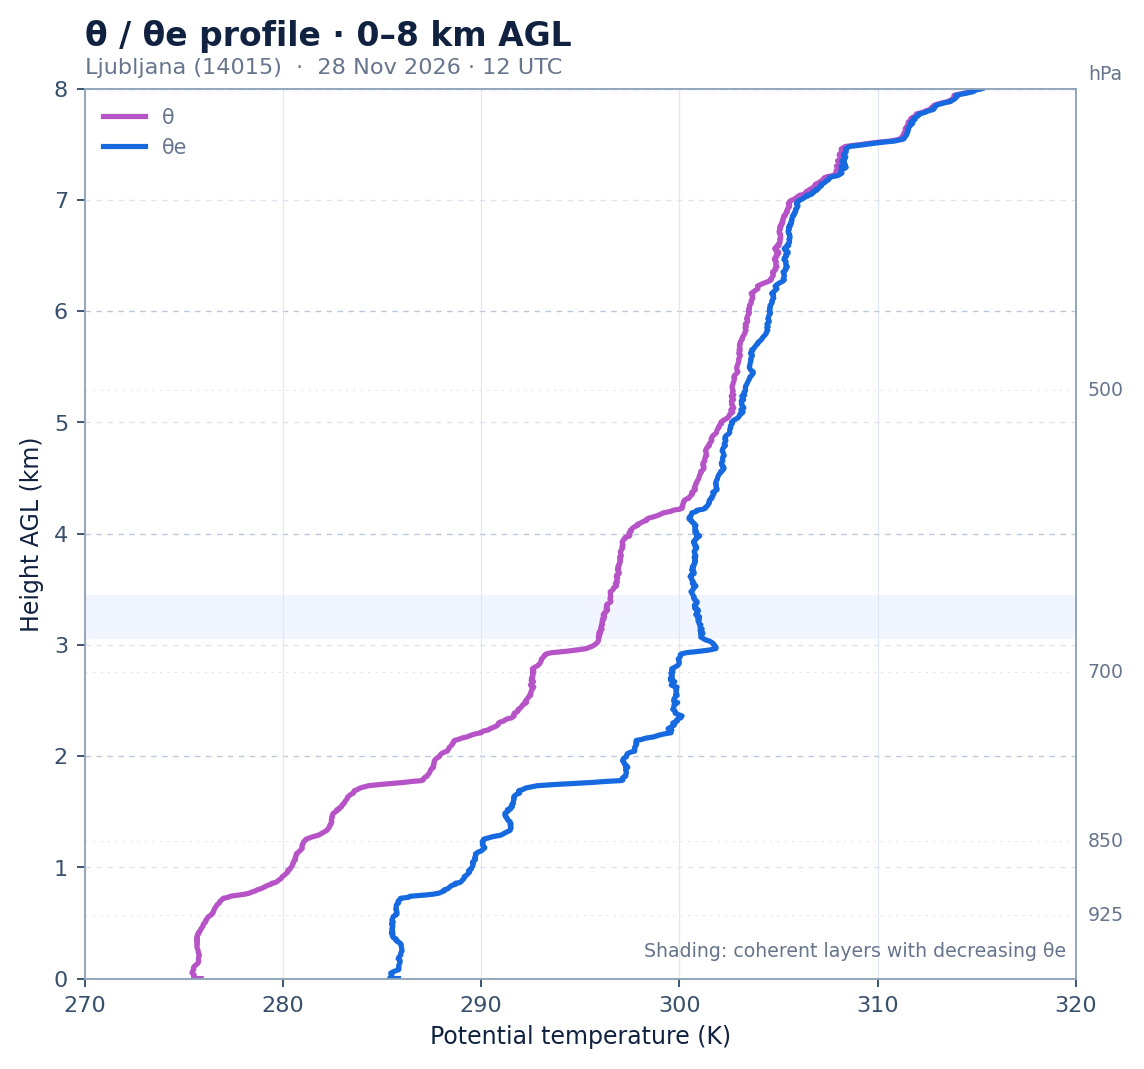 θ / θe profile · 0–8 km AGL
Ljubljana (14015) · 28 Nov 2026 · 12 UTC
hPa
θ
θe
8
7
6
5
4
3
2
1
0
500
700
850
925
Height AGL (km)
Shading: coherent layers with decreasing θe
270 280 290 300 310 320
Potential temperature (K)